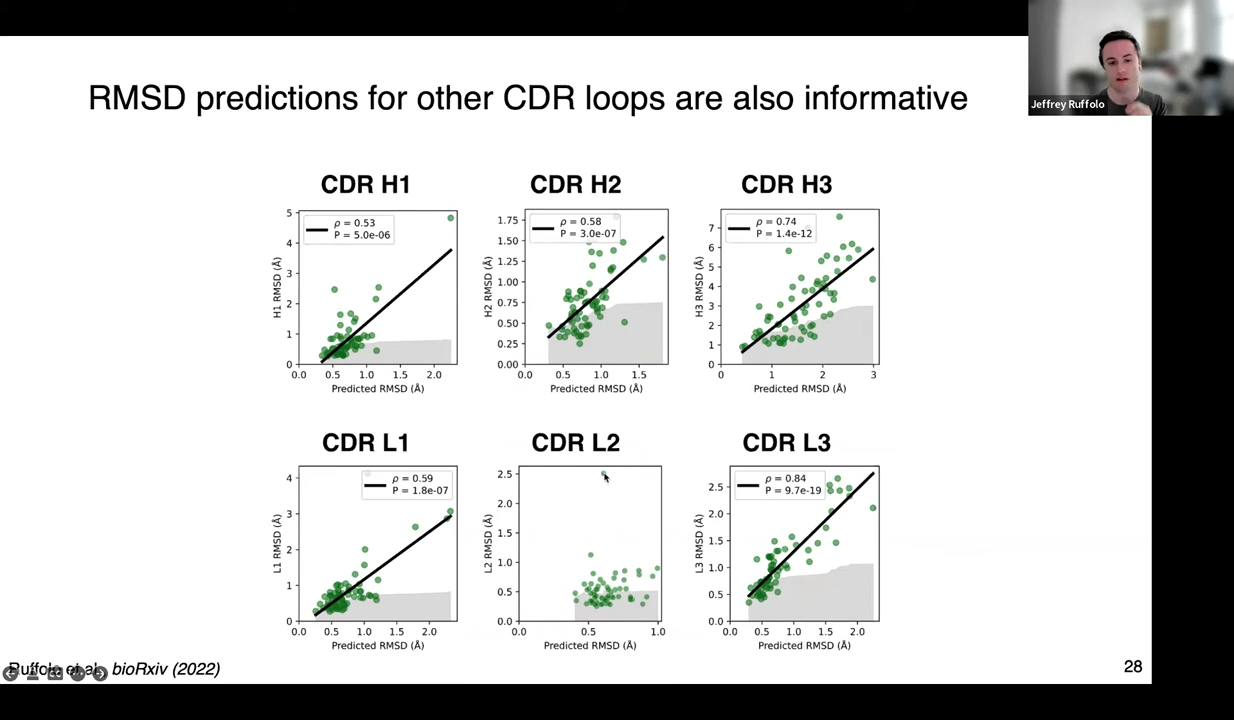 RMSD predictions for other CDR loops are also informative
Jeffrey Ruffolo
CDR H1
5
4
3
2
1
0
0.0 0.5 1.0 1.5 2.0
H1 RMSD (Å)
Predicted RMSD (Å)
ρ = 0.53
P = 5.0e-06
CDR H2
1.75
1.50
1.25
1.00
0.75
0.50
0.25
0.00
0.0 0.5 1.0 1.5
H2 RMSD (Å)
Predicted RMSD (Å)
ρ = 0.58
P = 3.0e-07
CDR H3
7
6
5
4
3
2
1
0
0 1 2 3
H3 RMSD (Å)
Predicted RMSD (Å)
ρ = 0.74
P = 1.4e-12
CDR L1
4
3
2
1
0
0.0 0.5 1.0 1.5 2.0
L1 RMSD (Å)
Predicted RMSD (Å)
ρ = 0.59
P = 1.8e-07
CDR L2
2.5
2.0
1.5
1.0
0.5
0.0
0.0 0.5 1.0
L2 RMSD (Å)
Predicted RMSD (Å)
CDR L3
2.5
2.0
1.5
1.0
0.5
0.0
0.0 0.5 1.0 1.5 2.0
L3 RMSD (Å)
Predicted RMSD (Å)
ρ = 0.84
P = 9.7e-19
Ruffolo et al. bioRxiv (2022)
28